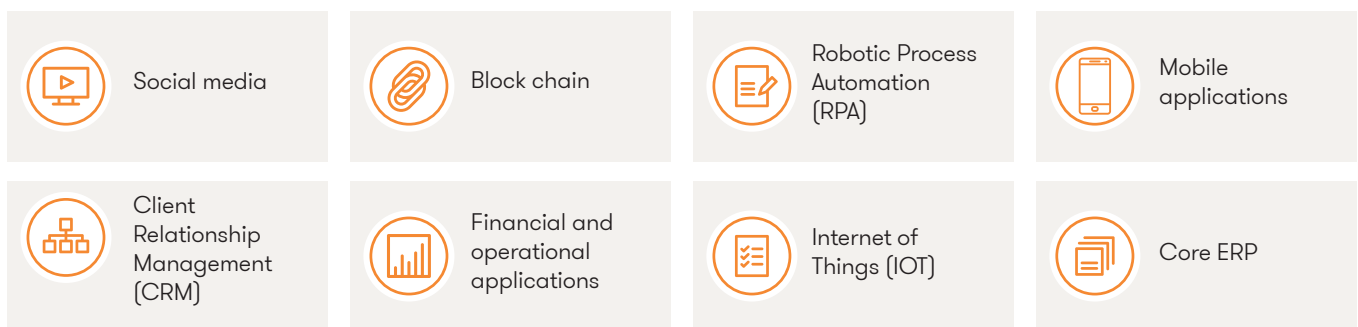 Social media
Block chain
Robotic Process
Automation
(RPA)
Mobile
applications
Client
Relationship
Management
(CRM)
Financial and
operational
applications
Internet of
Things (IOT)
Core ERP